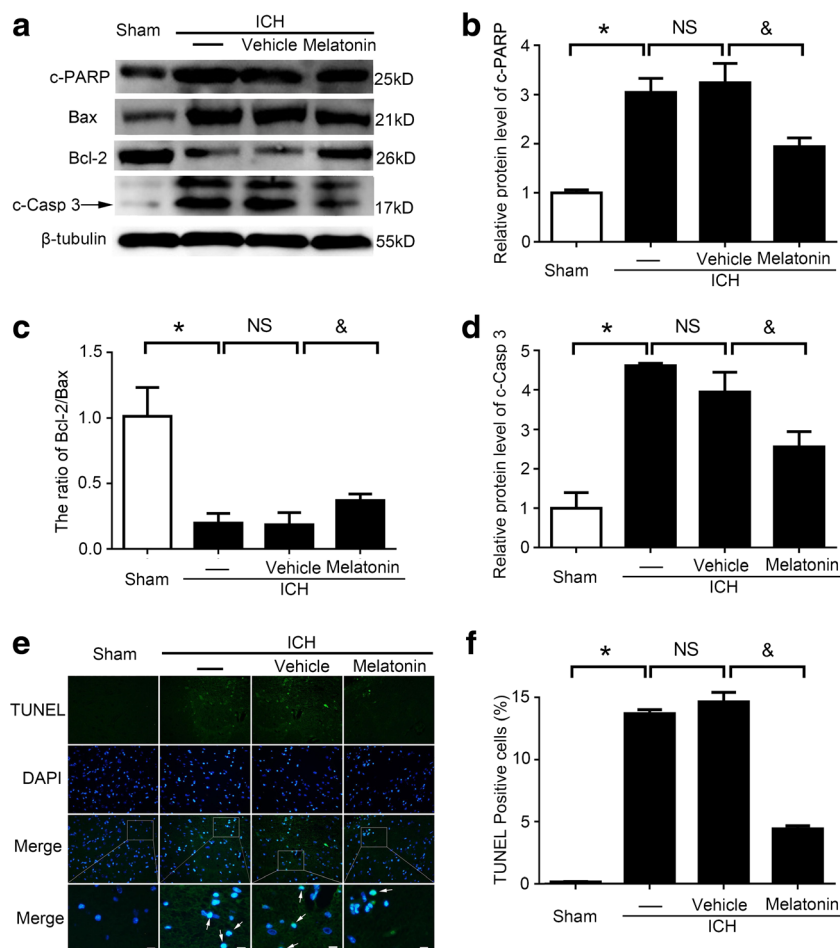 a
ICH
Sham — Vehicle Melatonin
c-PARP 25kD
Bax 21kD
Bcl-2 26kD
c-Casp 3 17kD
β-tubulin 55kD
b
* NS &
Relative protein level of c-PARP
4
3
2
1
0
Sham — Vehicle Melatonin
ICH
c
* NS &
The ratio of Bcl-2/Bax
1.5
1.0
0.5
0.0
Sham — Vehicle Melatonin
ICH
d
* NS &
Relative protein level of c-Casp 3
5
4
3
2
1
0
Sham — Vehicle Melatonin
ICH
e
ICH
Sham — Vehicle Melatonin
TUNEL
DAPI
Merge
Merge
f
* NS &
TUNEL Positive cells (%)
15
10
5
0
Sham — Vehicle Melatonin
ICH